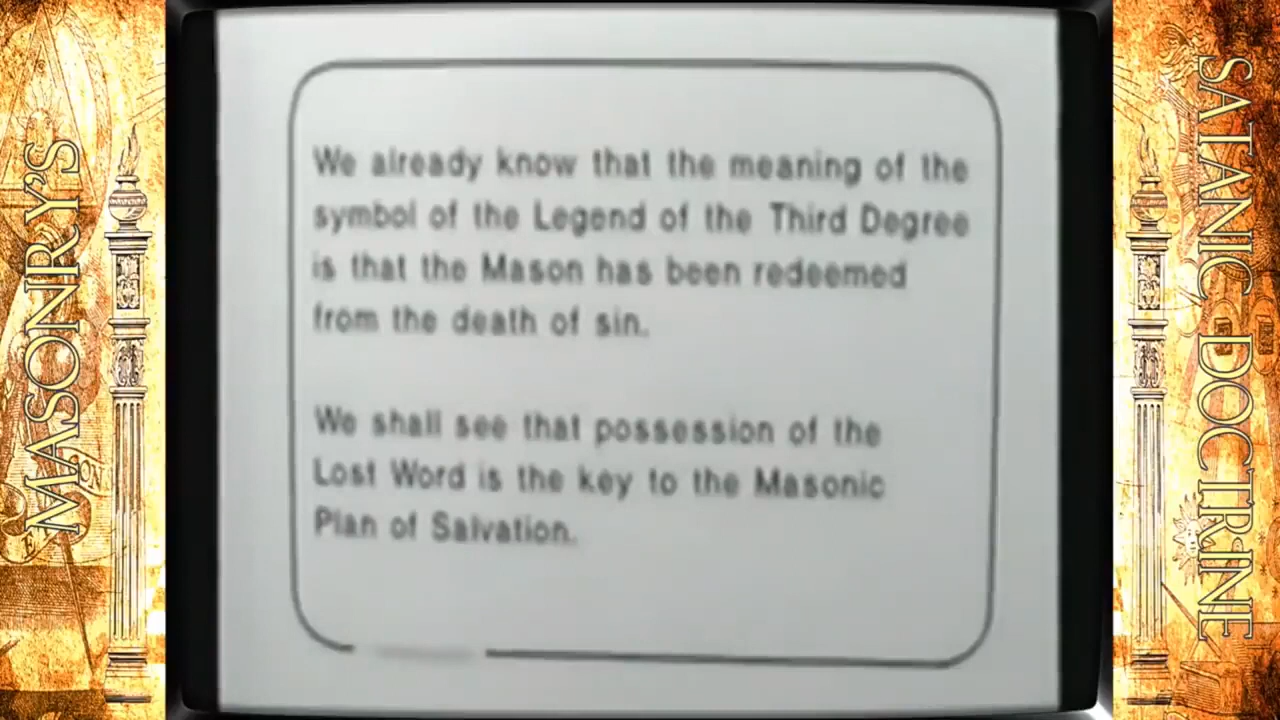 MASONRY'S
We already know that the meaning of the
symbol of the Legend of the Third Degree
is that the Mason has been redeemed
from the death of sin.
We shall see that possession of the
Lost Word is the key to the Masonic
Plan of Salvation.
SATANIC DOCTRINE